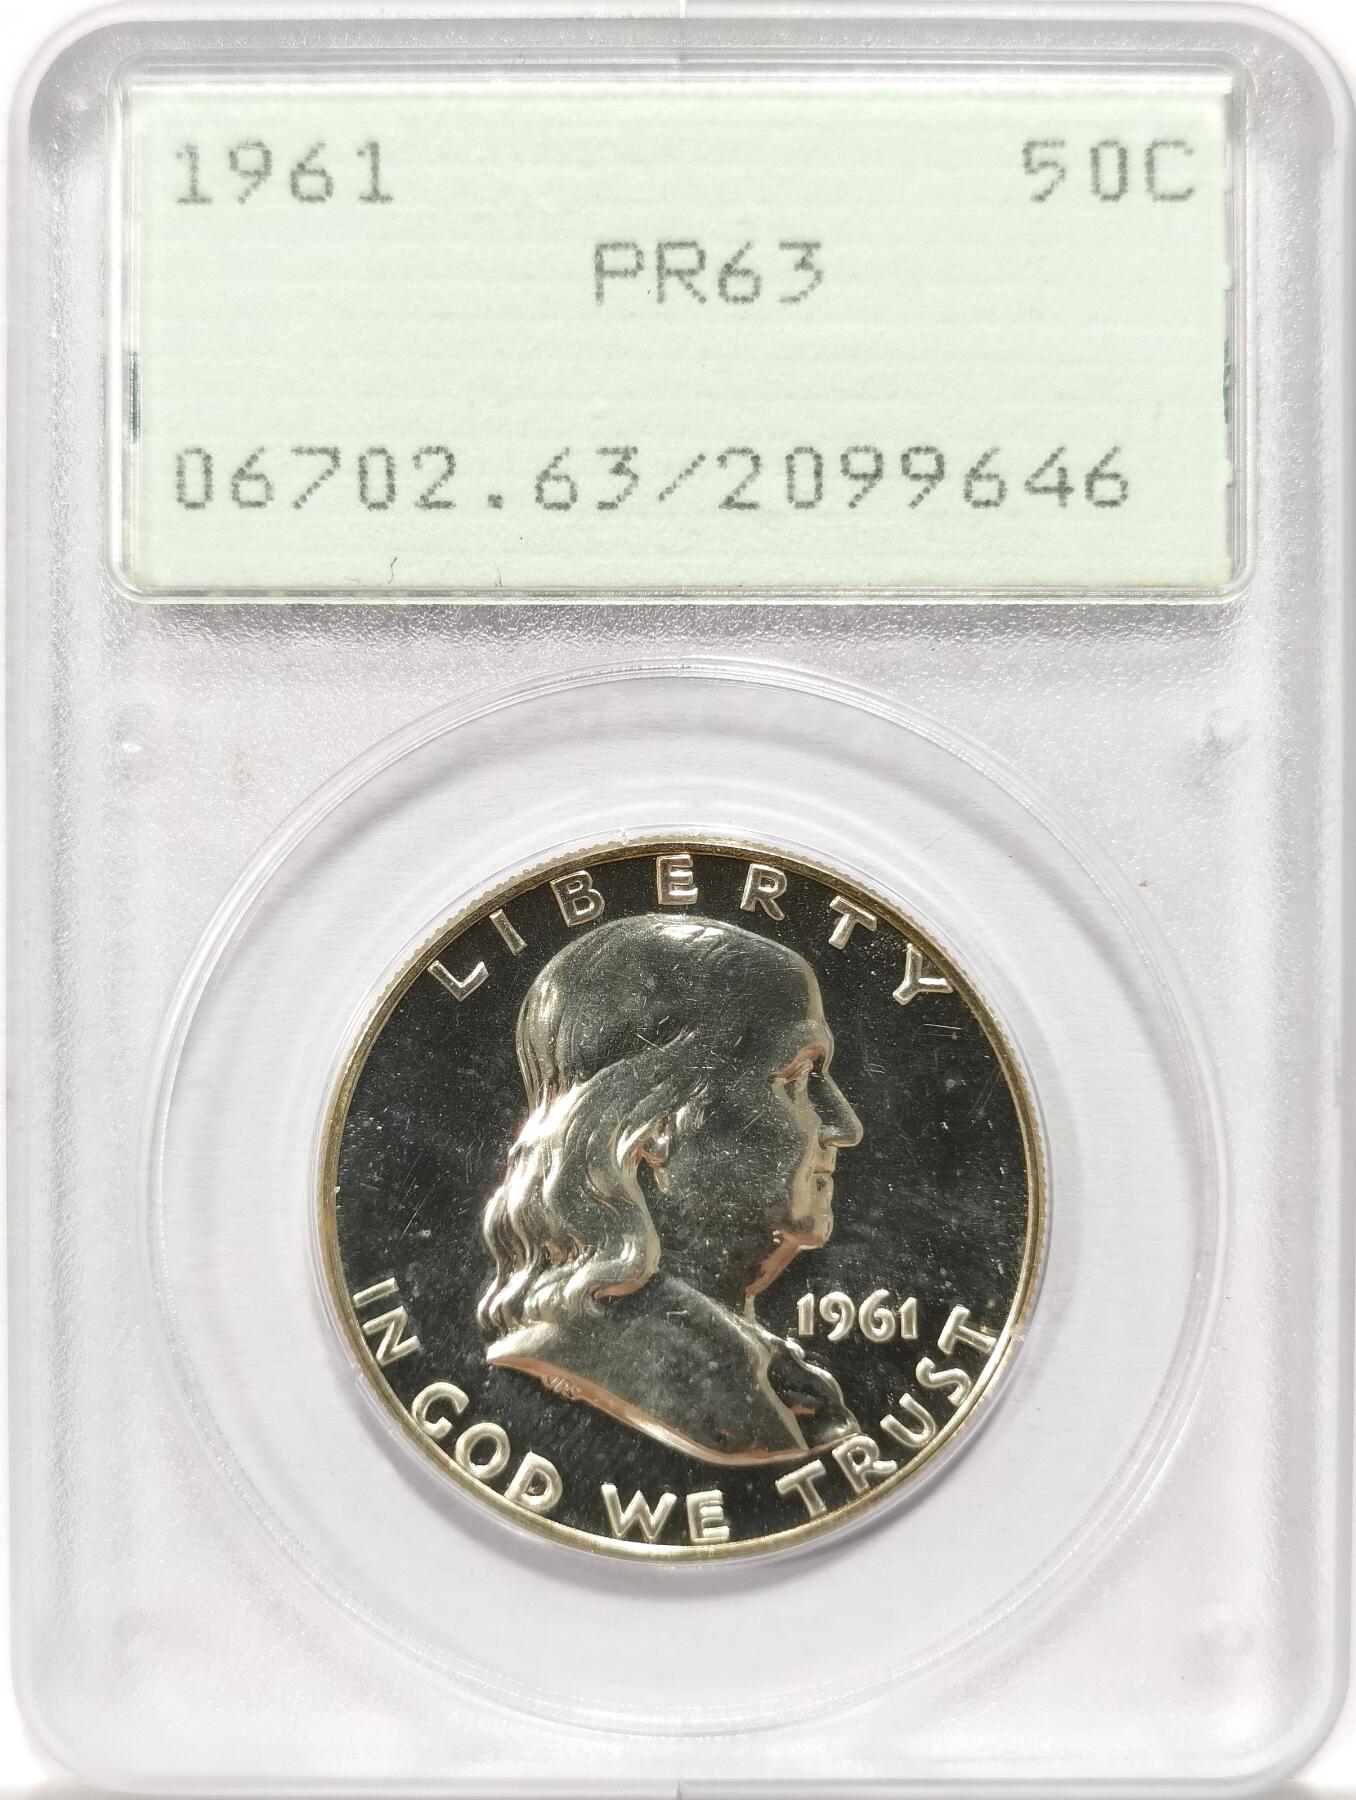 1961 50C
PR63
06702.63/2099646
LIBERTY
1961
IN GOD WE TRUST